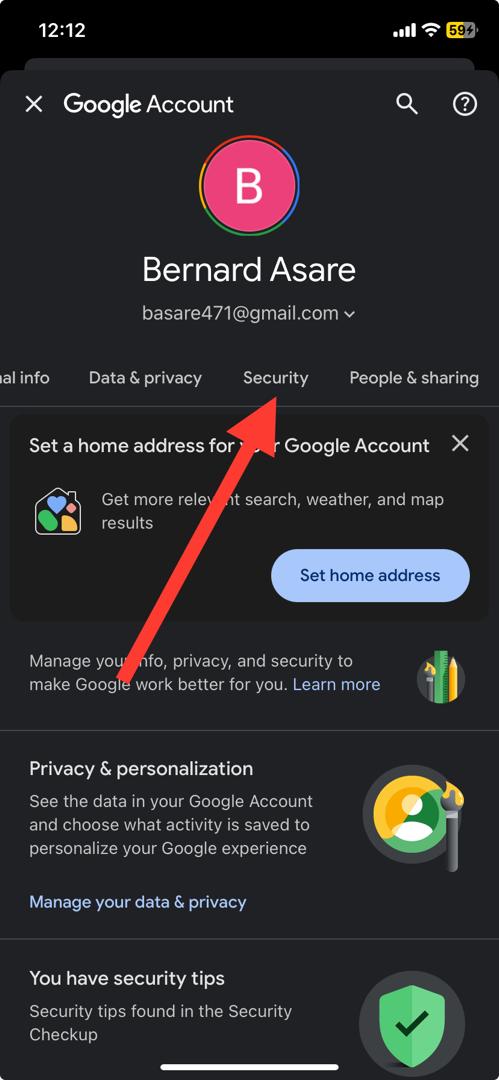 12:12
59
Google Account
B
Bernard Asare
basare471@gmail.com
al info Data & privacy Security People & sharing
Set a home address for your Google Account
Get more relevant search, weather, and map
results
Set home address
Manage your info, privacy, and security to
make Google work better for you. Learn more
Privacy & personalization
See the data in your Google Account
and choose what activity is saved to
personalize your Google experience
Manage your data & privacy
You have security tips
Security tips found in the Security
Checkup